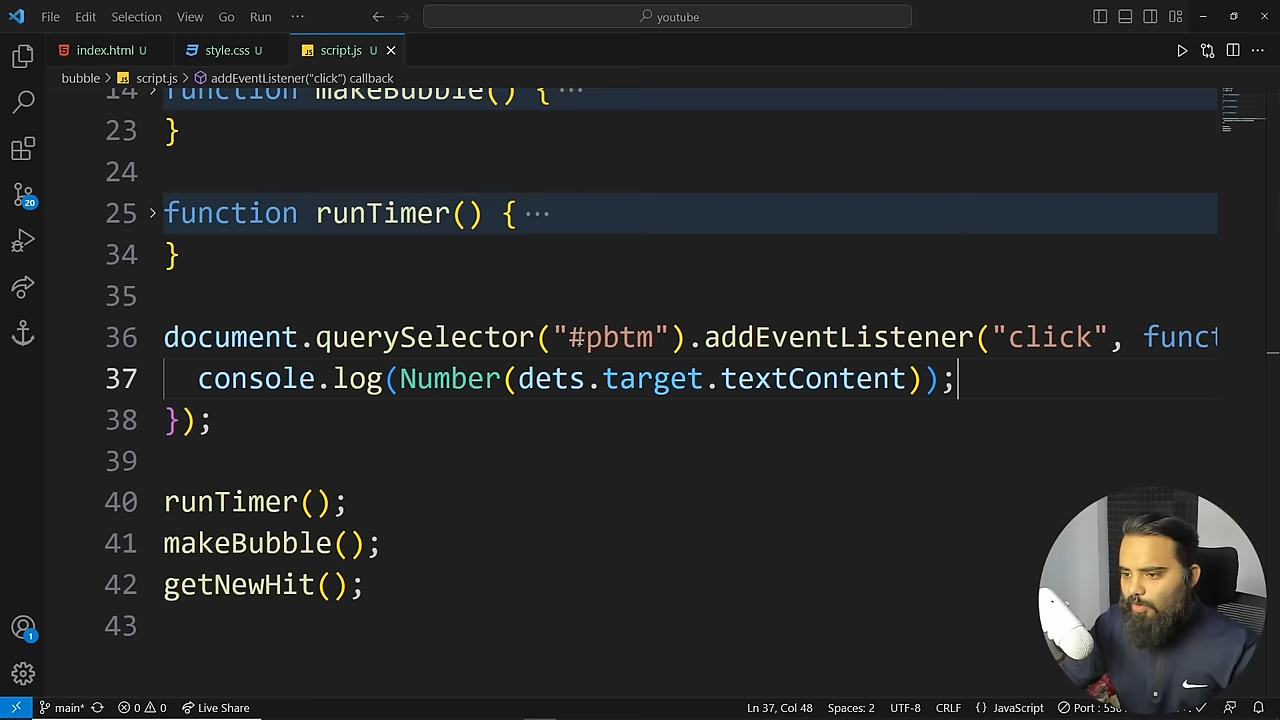 File Edit Selection View Go Run ··· youtube
index.html U style.css U script.js U
bubble > script.js > addEventListener("click") callback
14 function makeBubble() { ···
23 }
24
25 function runTimer() { ···
34 }
35
36 document.querySelector("#pbtm").addEventListener("click", funct
37 console.log(Number(dets.target.textContent));
38 });
39
40 runTimer();
41 makeBubble();
42 getNewHit();
43
20
1
main* 0 0 Live Share Ln 37, Col 48 Spaces: 2 UTF-8 CRLF {} JavaScript Port :